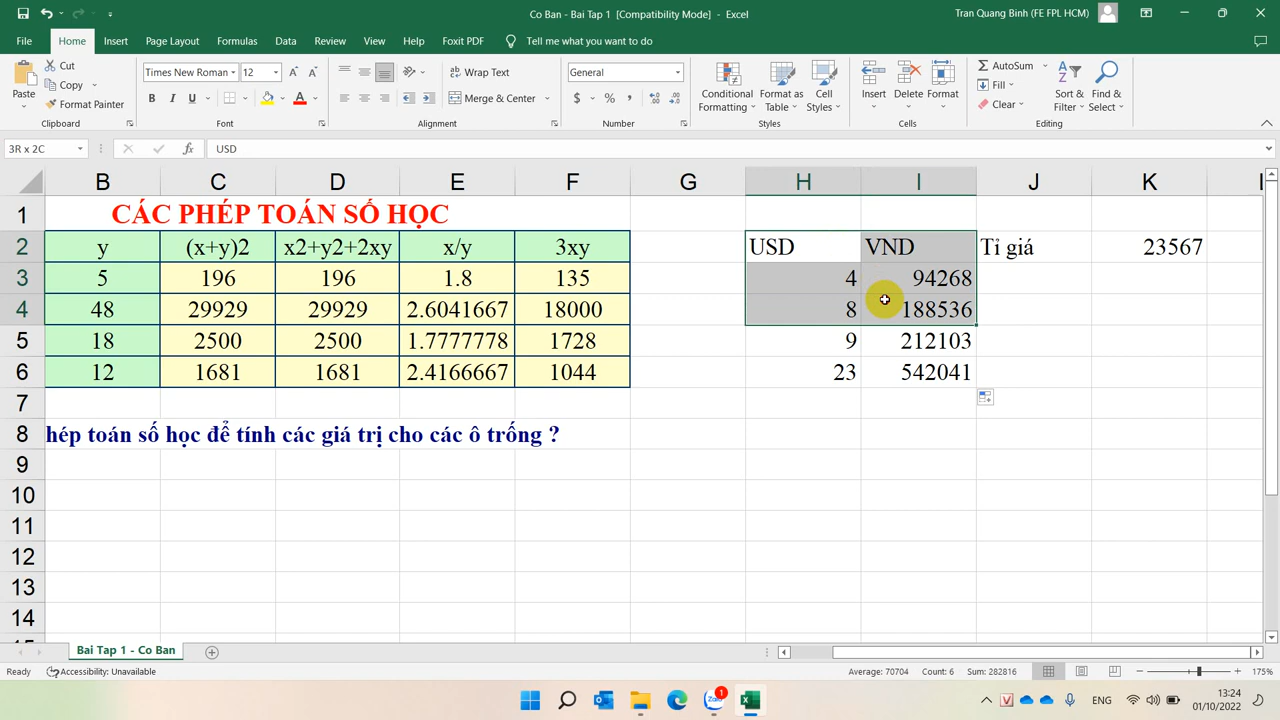 Co Ban - Bai Tap 1 [Compatibility Mode] - Excel
Tran Quang Binh (FE FPL HCM)
File Home Insert Page Layout Formulas Data Review View Help Foxit PDF Tell me what you want to do
Paste Cut Copy Format Painter Clipboard
Times New Roman 12 B I U A Font
Wrap Text Merge & Center Alignment
General $ % , Number
Conditional Formatting Format as Table Cell Styles Styles
Insert Delete Format Cells
AutoSum Fill Clear Sort & Filter Find & Select Editing
3R x 2C fx USD
B C D E F G H I J K
1 CÁC PHÉP TOÁN SỐ HỌC
2 y (x+y)2 x2+y2+2xy x/y 3xy USD VND Tỉ giá 23567
3 5 196 196 1.8 135 4 94268
4 48 29929 29929 2.6041667 18000 8 188536
5 18 2500 2500 1.7777778 1728 9 212103
6 12 1681 1681 2.4166667 1044 23 542041
7
8 hép toán số học để tính các giá trị cho các ô trống ?
9
10
11
12
13
14
Bai Tap 1 - Co Ban
Ready Accessibility: Unavailable Average: 70704 Count: 6 Sum: 282816 175%
Zalo 1 V ENG 13:24
01/10/2022